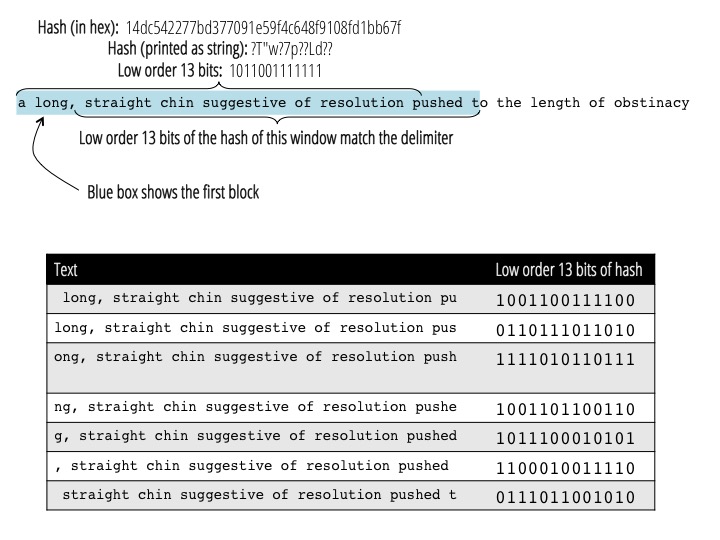 Hash (in hex): 14dc542277bd377091e59f4c648f9108fd1bb67f
Hash (printed as string): ?T"w?7p??Ld??
Low order 13 bits: 1011001111111
a long, straight chin suggestive of resolution pushed to the length of obstinacy
Low order 13 bits of the hash of this window match the delimiter
Blue box shows the first block
Text Low order 13 bits of hash
long, straight chin suggestive of resolution pu 1001100111100
long, straight chin suggestive of resolution pus 0110111011010
ong, straight chin suggestive of resolution push 1111010110111
ng, straight chin suggestive of resolution pushe 1001101100110
g, straight chin suggestive of resolution pushed 1011100010101
, straight chin suggestive of resolution pushed 1100010011110
straight chin suggestive of resolution pushed t 0111011001010